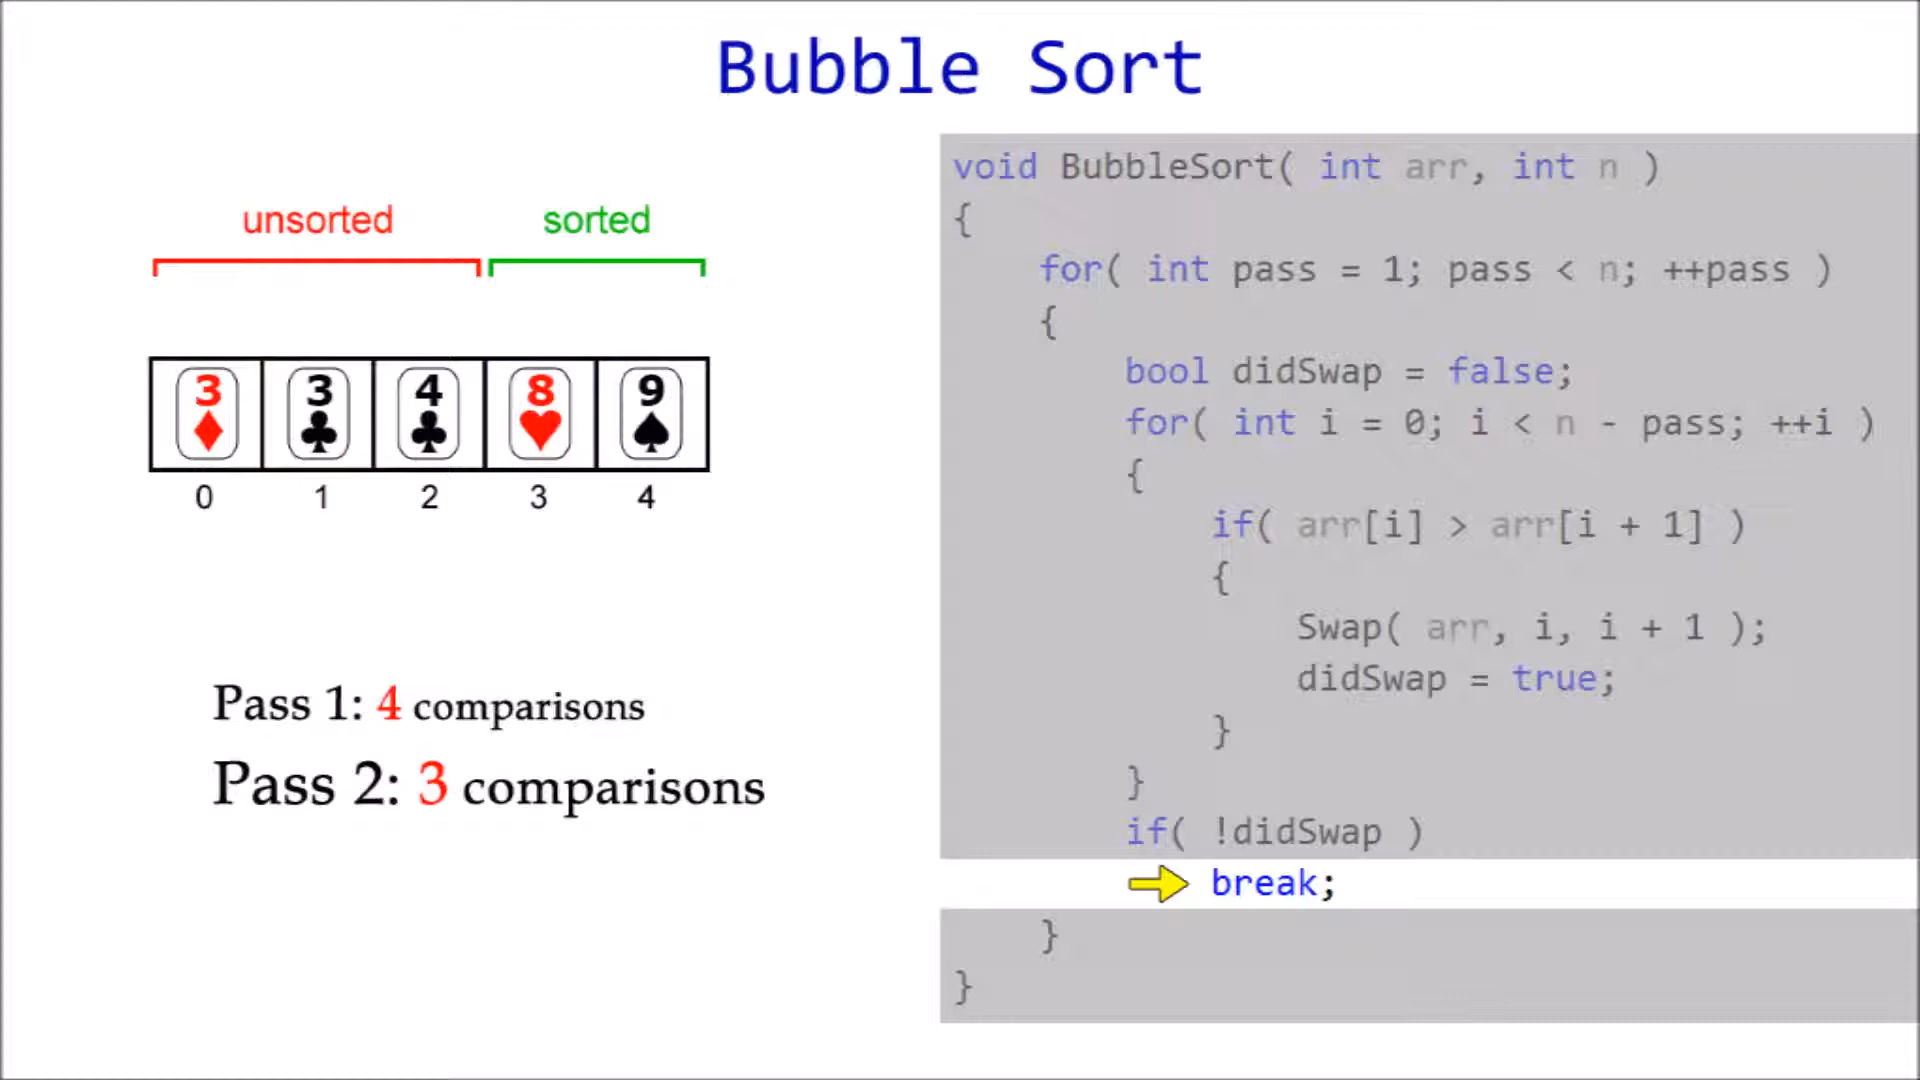 Bubble Sort
unsorted sorted
3 3 4 8 9
0 1 2 3 4
Pass 1: 4 comparisons
Pass 2: 3 comparisons
void BubbleSort( int arr, int n )
{
for( int pass = 1; pass < n; ++pass )
{
bool didSwap = false;
for( int i = 0; i < n - pass; ++i )
{
if( arr[i] > arr[i + 1] )
{
Swap( arr, i, i + 1 );
didSwap = true;
}
}
if( !didSwap )
break;
}
}